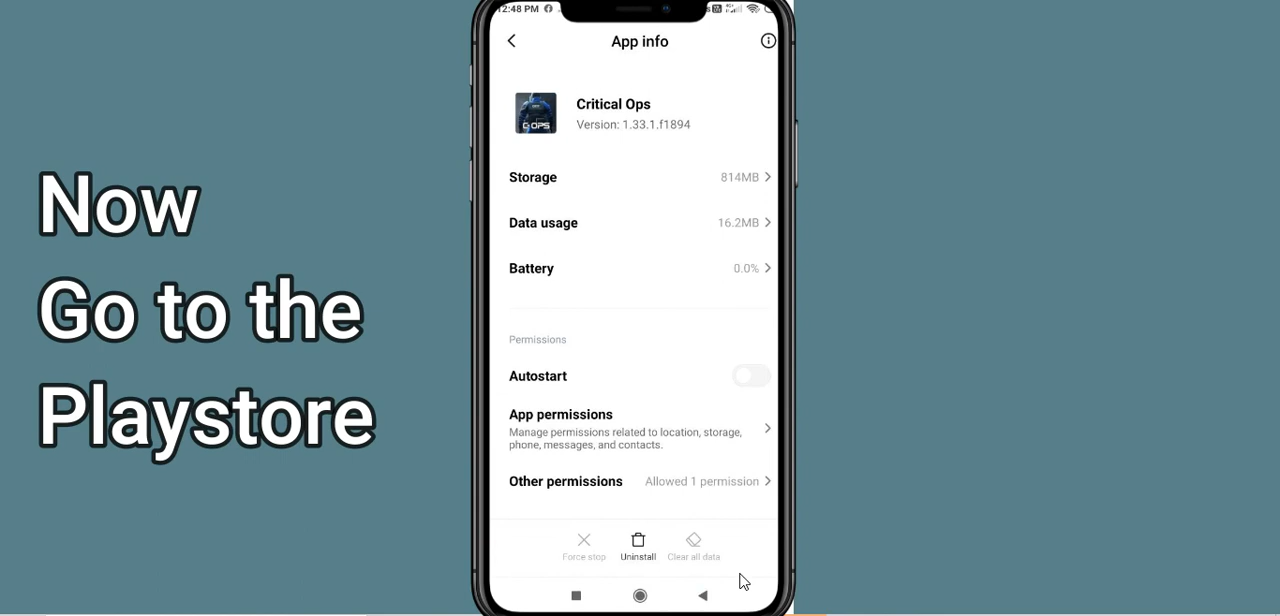 12:48 PM
App info
Critical Ops
C-OPS
Version: 1.33.1.f1894
Storage 814MB
Data usage 16.2MB
Battery 0.0%
Permissions
Autostart
App permissions
Manage permissions related to location, storage,
phone, messages, and contacts.
Other permissions Allowed 1 permission
Force stop Uninstall Clear all data
Now
Go to the
Playstore